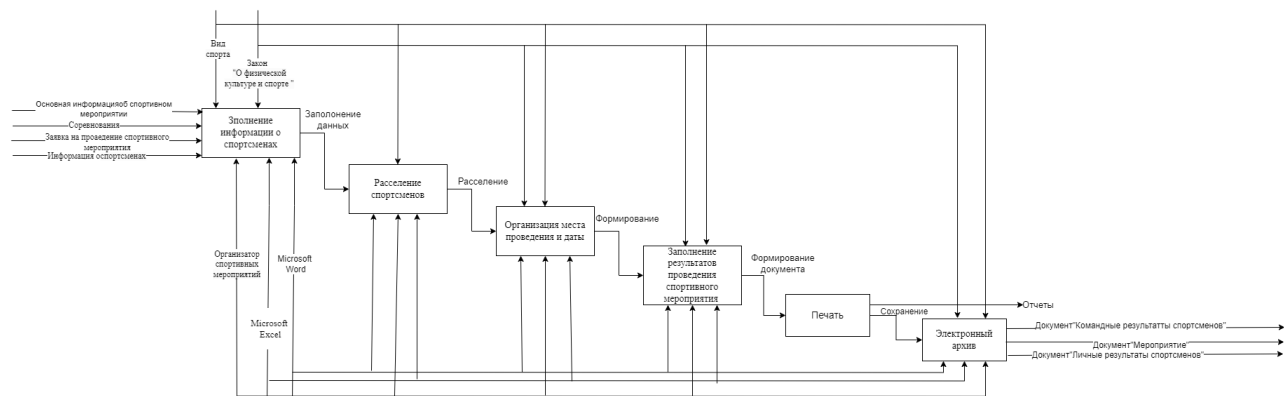 Вид
спорта
Закон
"О физической
культуре и спорте "
Основная информацияоб спортивном
мероприятии
Соревнования
Заявка на проаедение спортивного
мероприятия
Информация оспортсменах
Зполнение
информации о
спортсменах
Заполонение
данных
Расселение
спортсменов
Расселение
Организация места
проведения и даты
Формирование
Заполнение
результатов
проведения
спортивного
мероприятия
Формирование
документа
Организатор
спортивных
мероприятий
Microsoft
Word
Microsoft
Excel
Печать
Отчеты
Сохранение
Электронный
архив
Документ"Командные результатты спортсменов"
Документ"Мероприятие"
Документ"Личные результаты спортсменов"